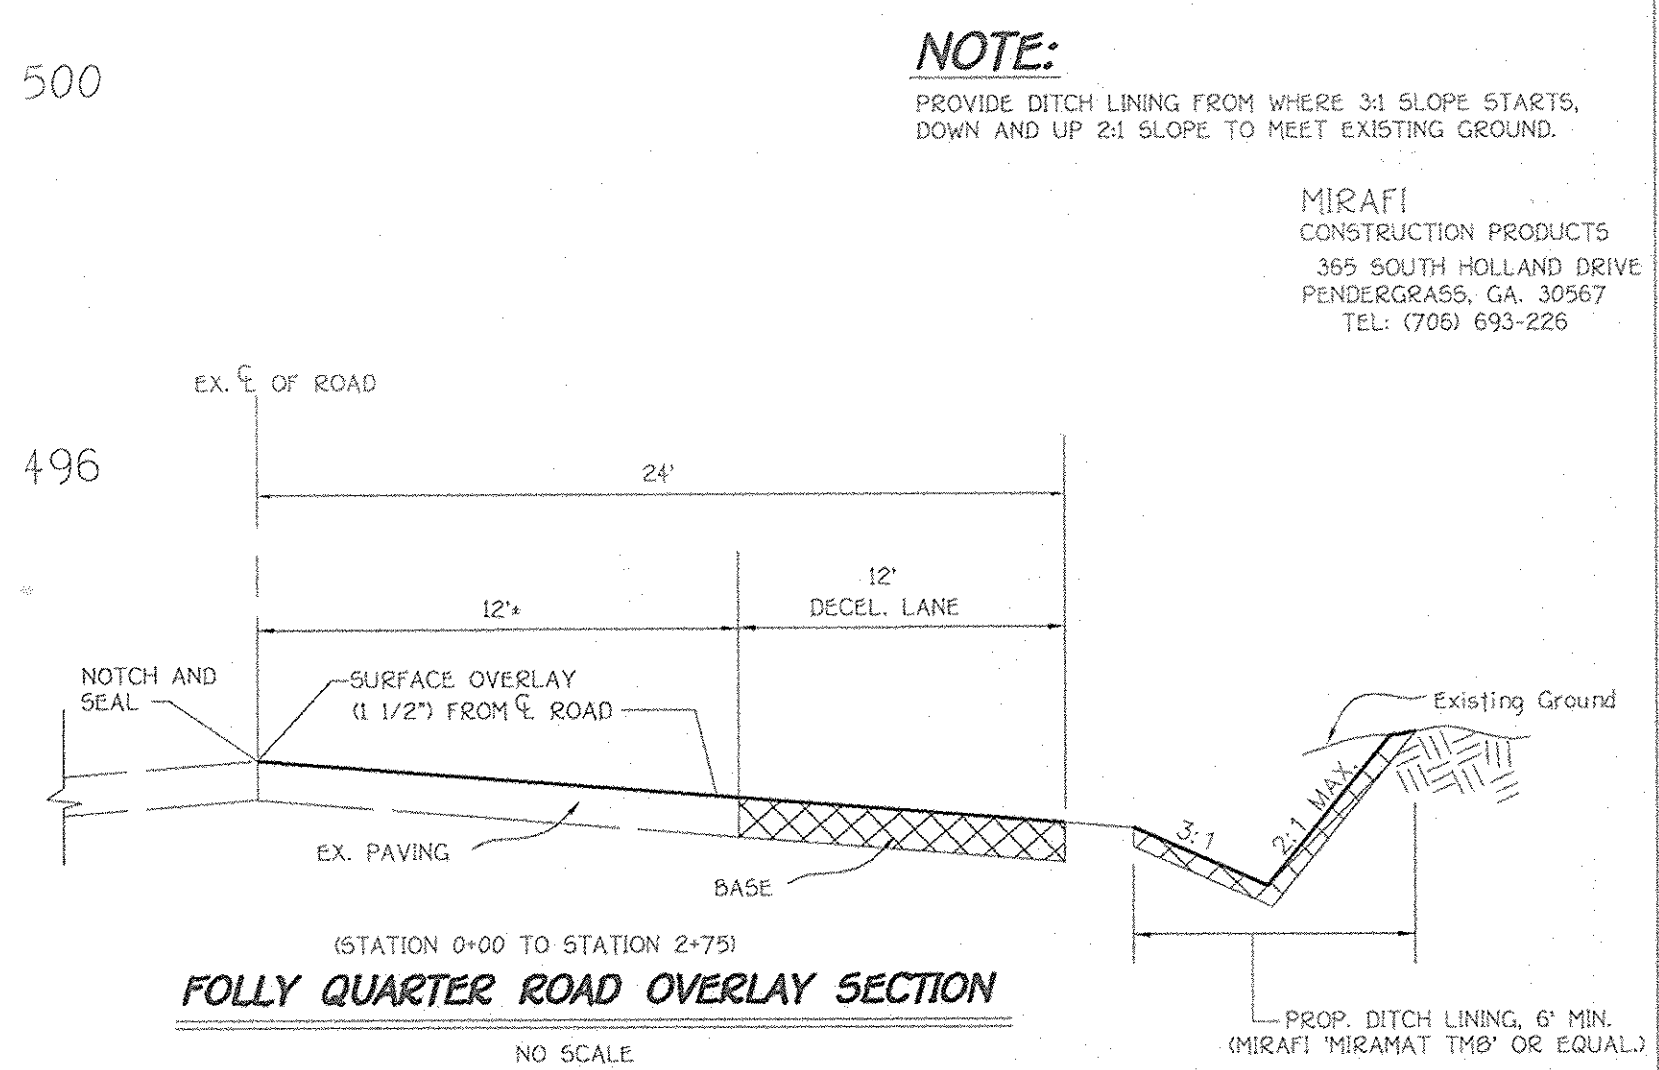 500
NOTE:
PROVIDE DITCH LINING FROM WHERE 3:1 SLOPE STARTS,
DOWN AND UP 2:1 SLOPE TO MEET EXISTING GROUND.
MIRAFI
CONSTRUCTION PRODUCTS
365 SOUTH HOLLAND DRIVE
PENDERGRASS, GA. 30567
TEL: (706) 693-226
EX. ℄ OF ROAD
496
24'
12'±
12'
DECEL. LANE
NOTCH AND
SEAL
SURFACE OVERLAY
(1 1/2") FROM ℄ ROAD
Existing Ground
3:1
2:1 MAX.
EX. PAVING
BASE
(STATION 0+00 TO STATION 2+75)
FOLLY QUARTER ROAD OVERLAY SECTION
NO SCALE
PROP. DITCH LINING, 6' MIN.
(MIRAFI 'MIRAMAT TM8' OR EQUAL.)